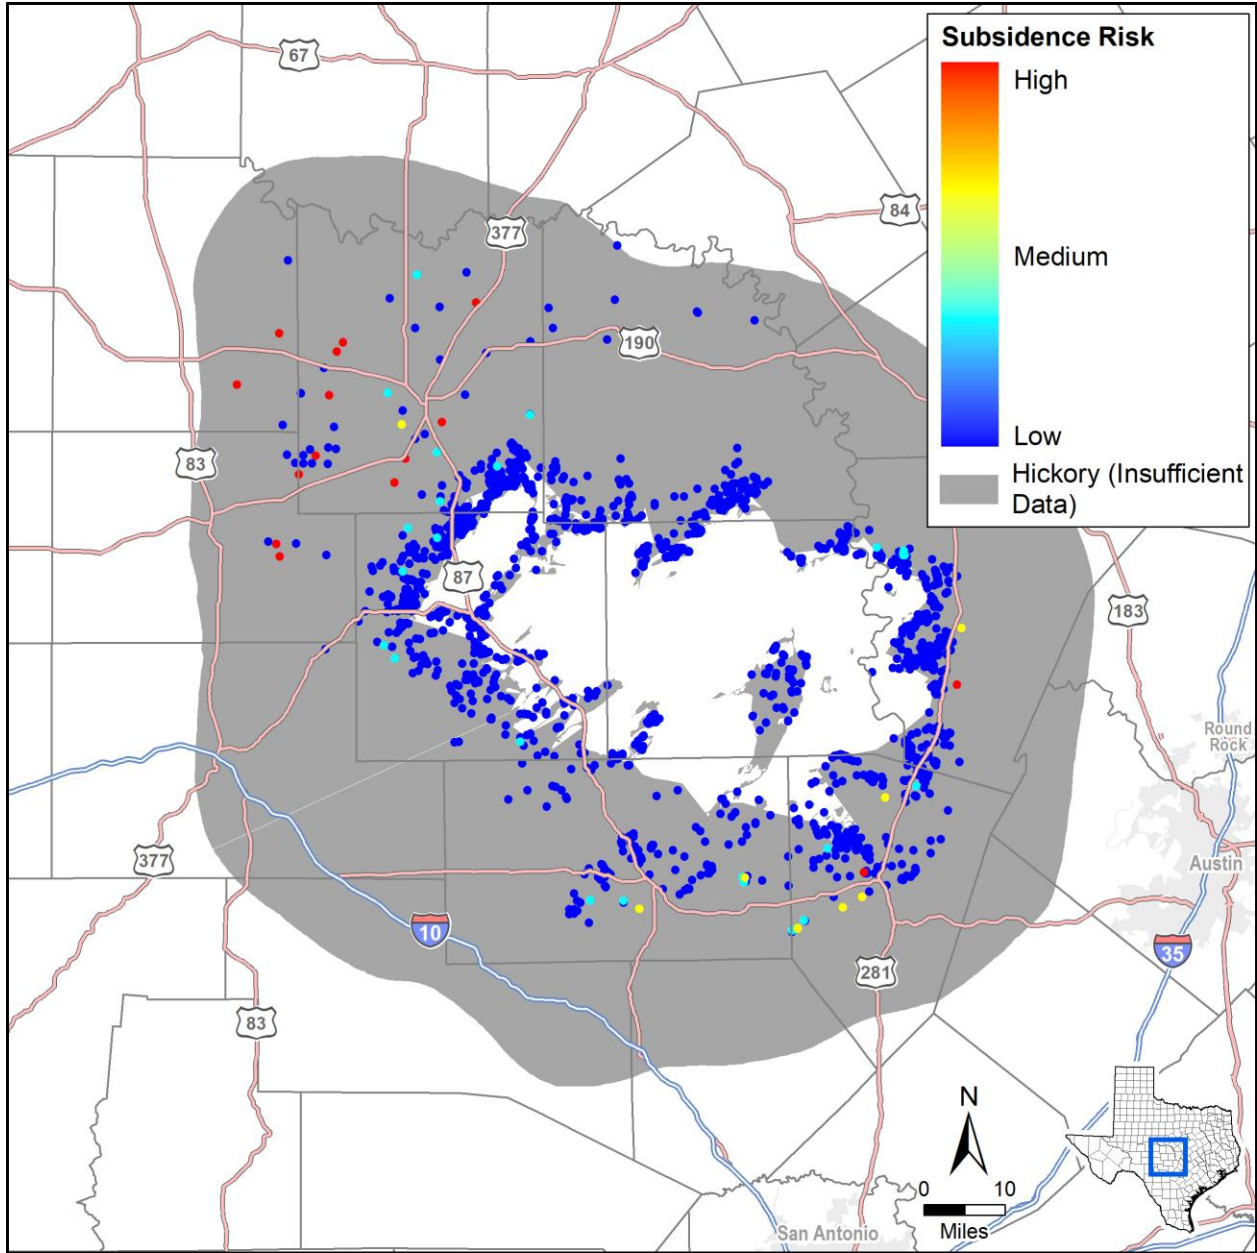 Subsidence Risk
High
Medium
Low
Hickory (Insufficient
Data)
67
84
377
190
83
87
183
Round
Rock
377
Austin
10
35
281
83
N
0 10
Miles
San Antonio